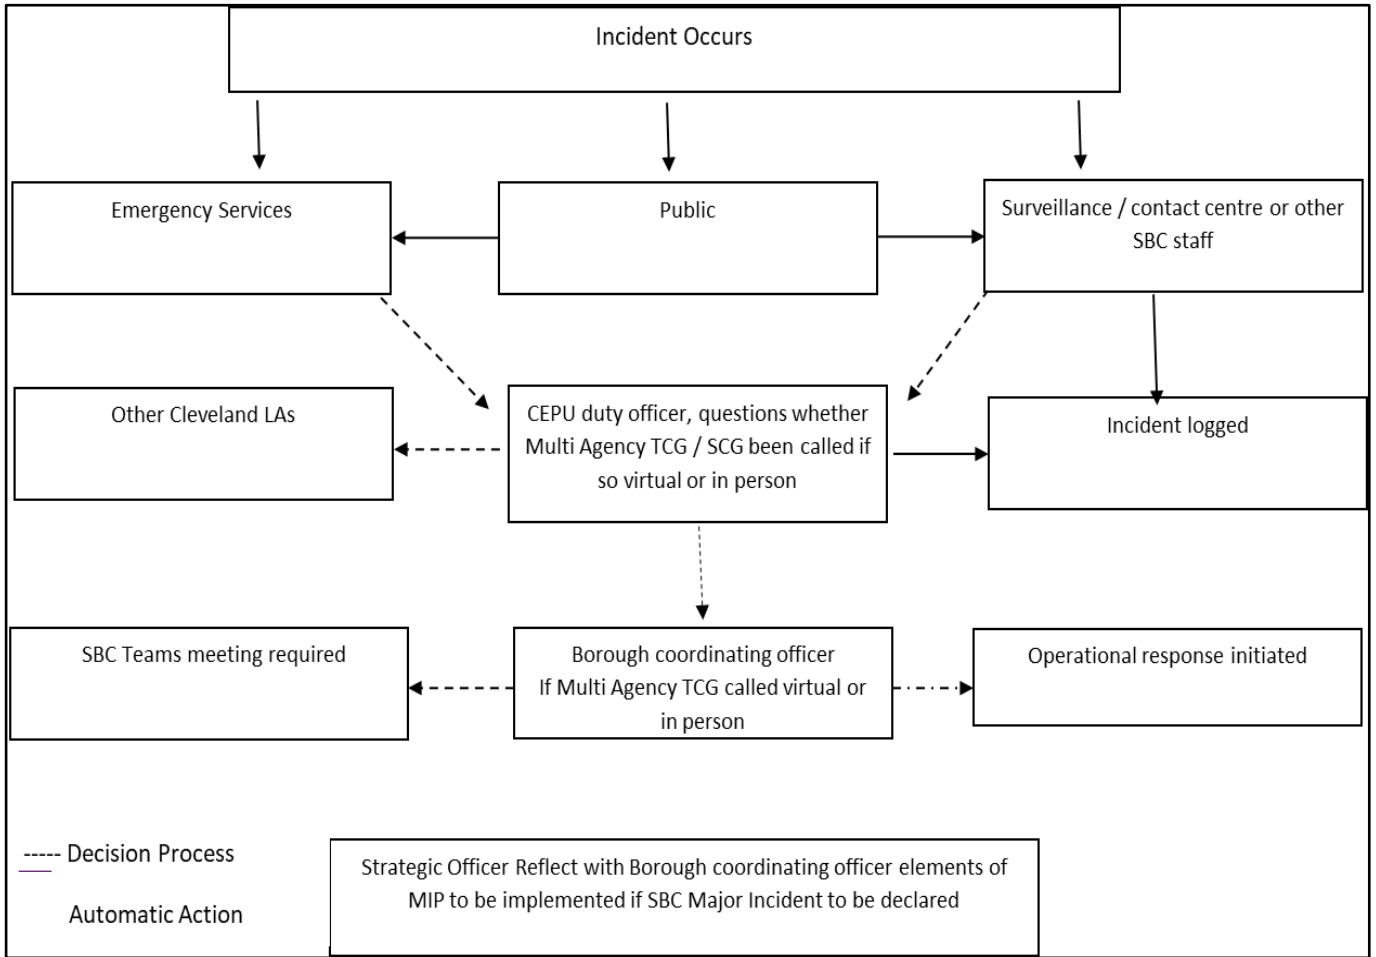 Incident Occurs
Emergency Services
Public
Surveillance / contact centre or other
SBC staff
Other Cleveland LAs
CEPU duty officer, questions whether
Multi Agency TCG / SCG been called if
so virtual or in person
Incident logged
SBC Teams meeting required
Borough coordinating officer
If Multi Agency TCG called virtual or
in person
Operational response initiated
----- Decision Process
Automatic Action
Strategic Officer Reflect with Borough coordinating officer elements of
MIP to be implemented if SBC Major Incident to be declared